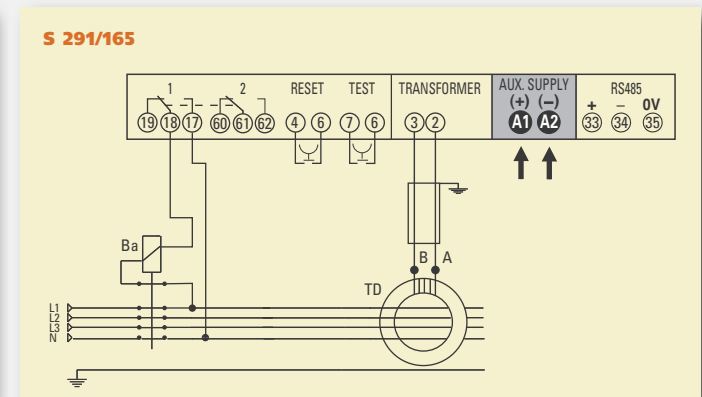 S 291/165
1 2 RESET TEST TRANSFORMER AUX. SUPPLY RS485
(+) (–) + – 0V
19 18 17 60 61 62 4 6 7 6 3 2 A1 A2 33 34 35
Ba
B A
TD
L1
L2
L3
N